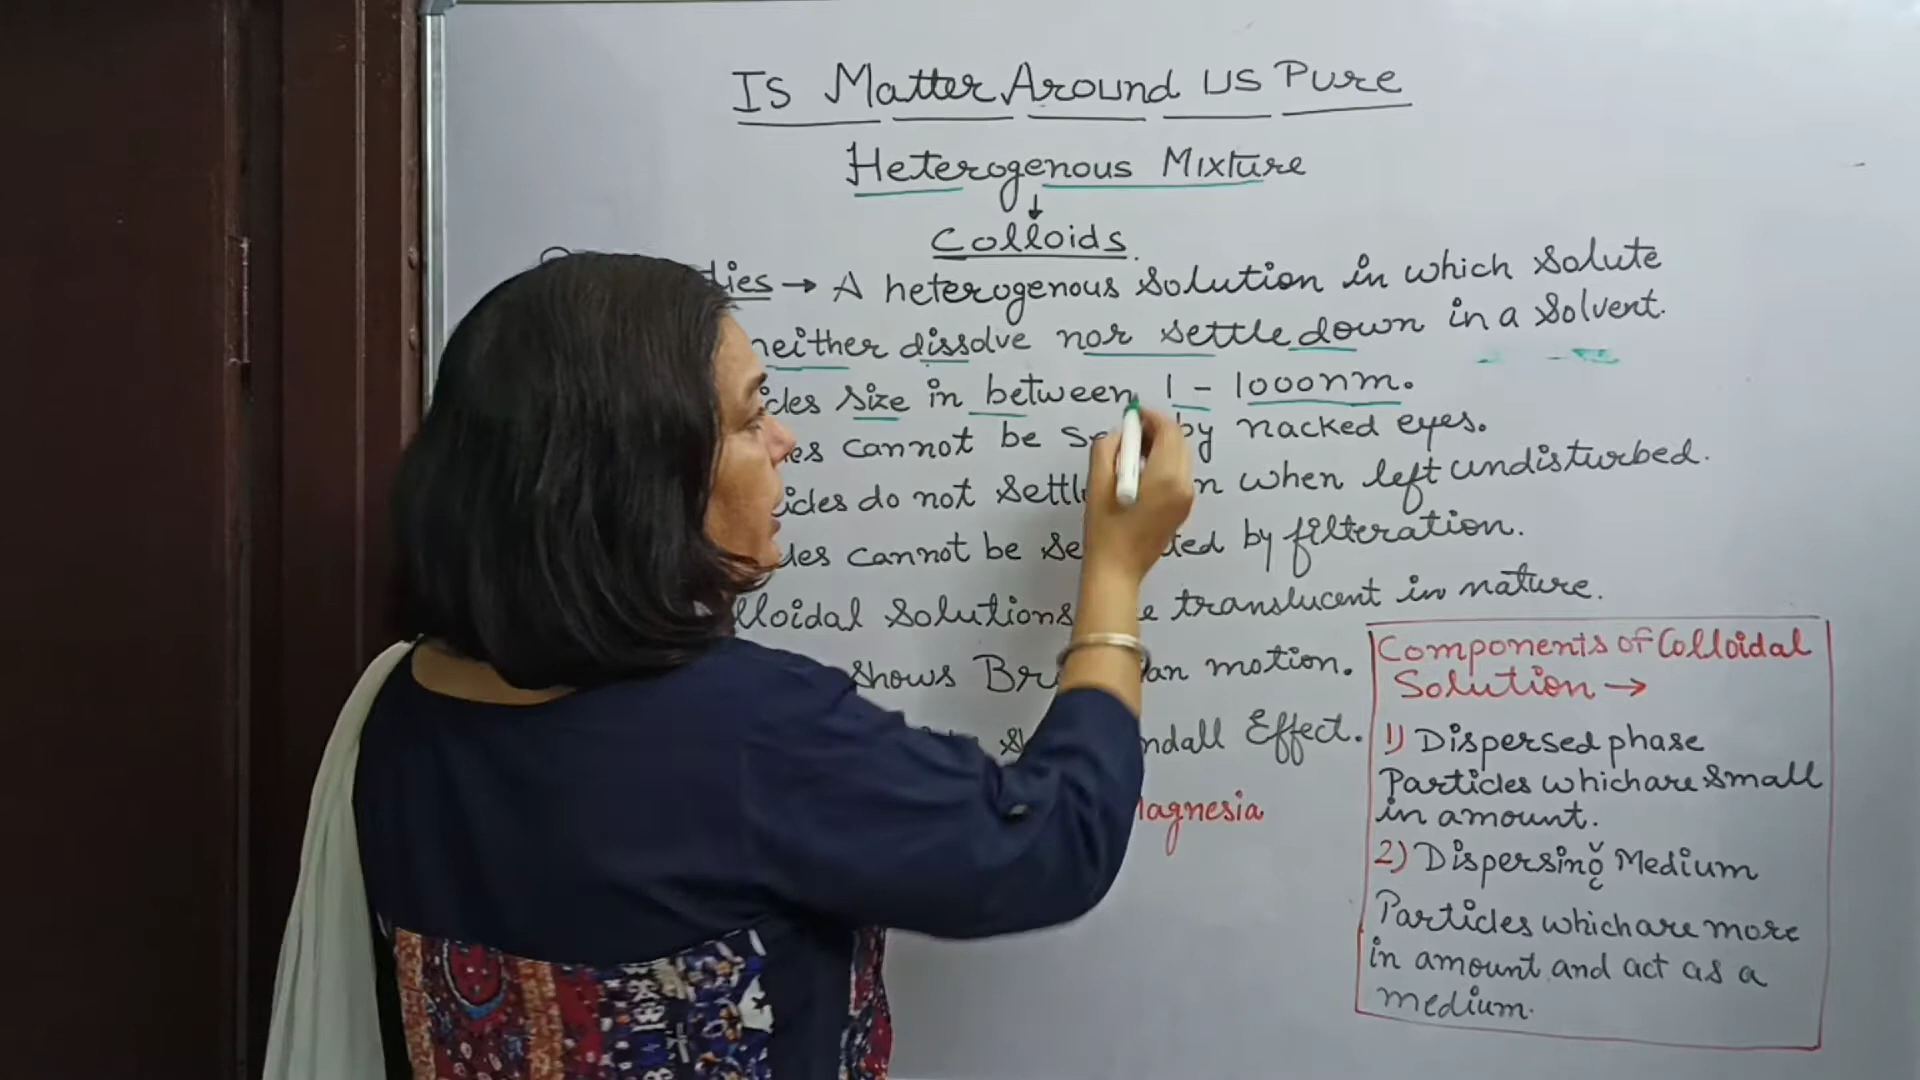 Is Matter Around US Pure
Heterogenous Mixture
↓
Colloids.
→ A heterogenous solution in which solute
neither dissolve nor settle down in a solvent.
size in between 1 - 1000nm.
cannot be by nacked eyes.
do not when left undisturbed.
cannot be by filteration.
Solutions translucent in nature.
shows motion.
Effect.
Components of Colloidal
Solution →
1) Dispersed phase
Particles which are small
in amount.
2) Dispersing Medium
Particles which are more
in amount and act as a
medium.